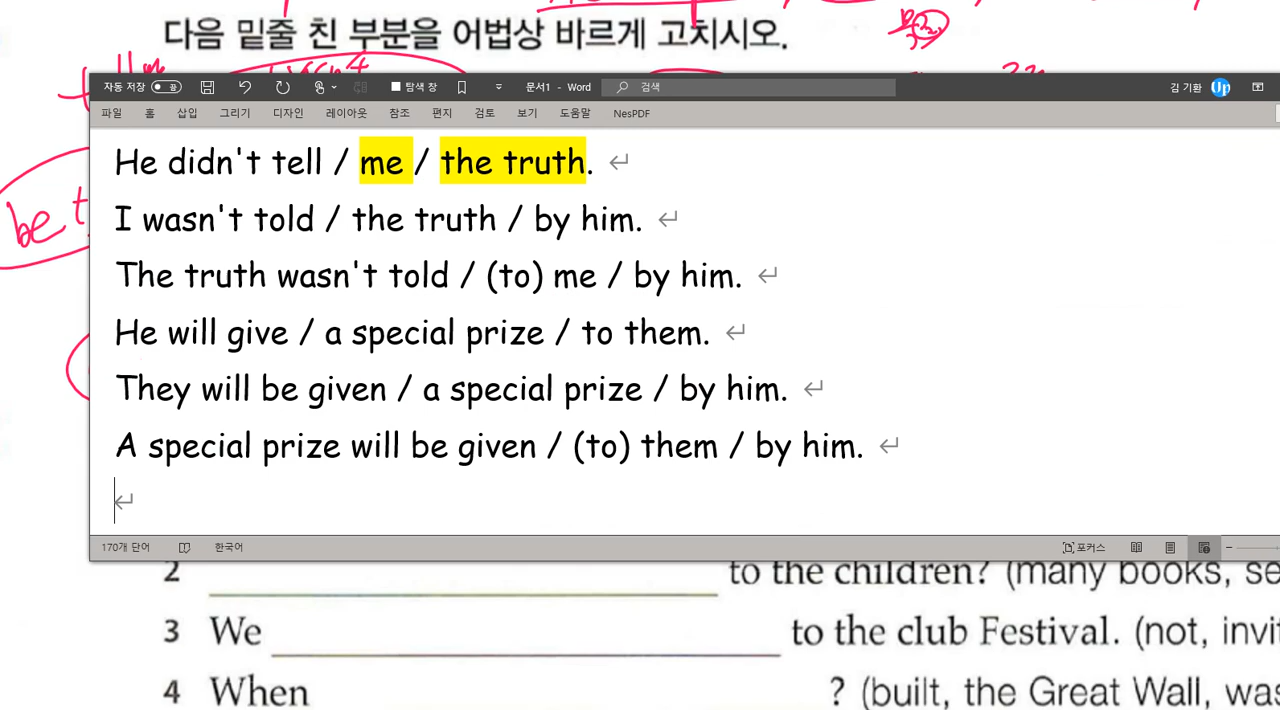 다음 밑줄 친 부분을 어법상 바르게 고치시오.
자동 저장 끔 탐색 창 문서1 - Word 검색 김 기환 Up
파일 홈 삽입 그리기 디자인 레이아웃 참조 편지 검토 보기 도움말 NesPDF
He didn't tell / me / the truth.
I wasn't told / the truth / by him.
The truth wasn't told / (to) me / by him.
He will give / a special prize / to them.
They will be given / a special prize / by him.
A special prize will be given / (to) them / by him.
be t
170개 단어 한국어 포커스
2 to the children? (many books, se
3 We to the club Festival. (not, invi
4 When ? (built, the Great Wall, was